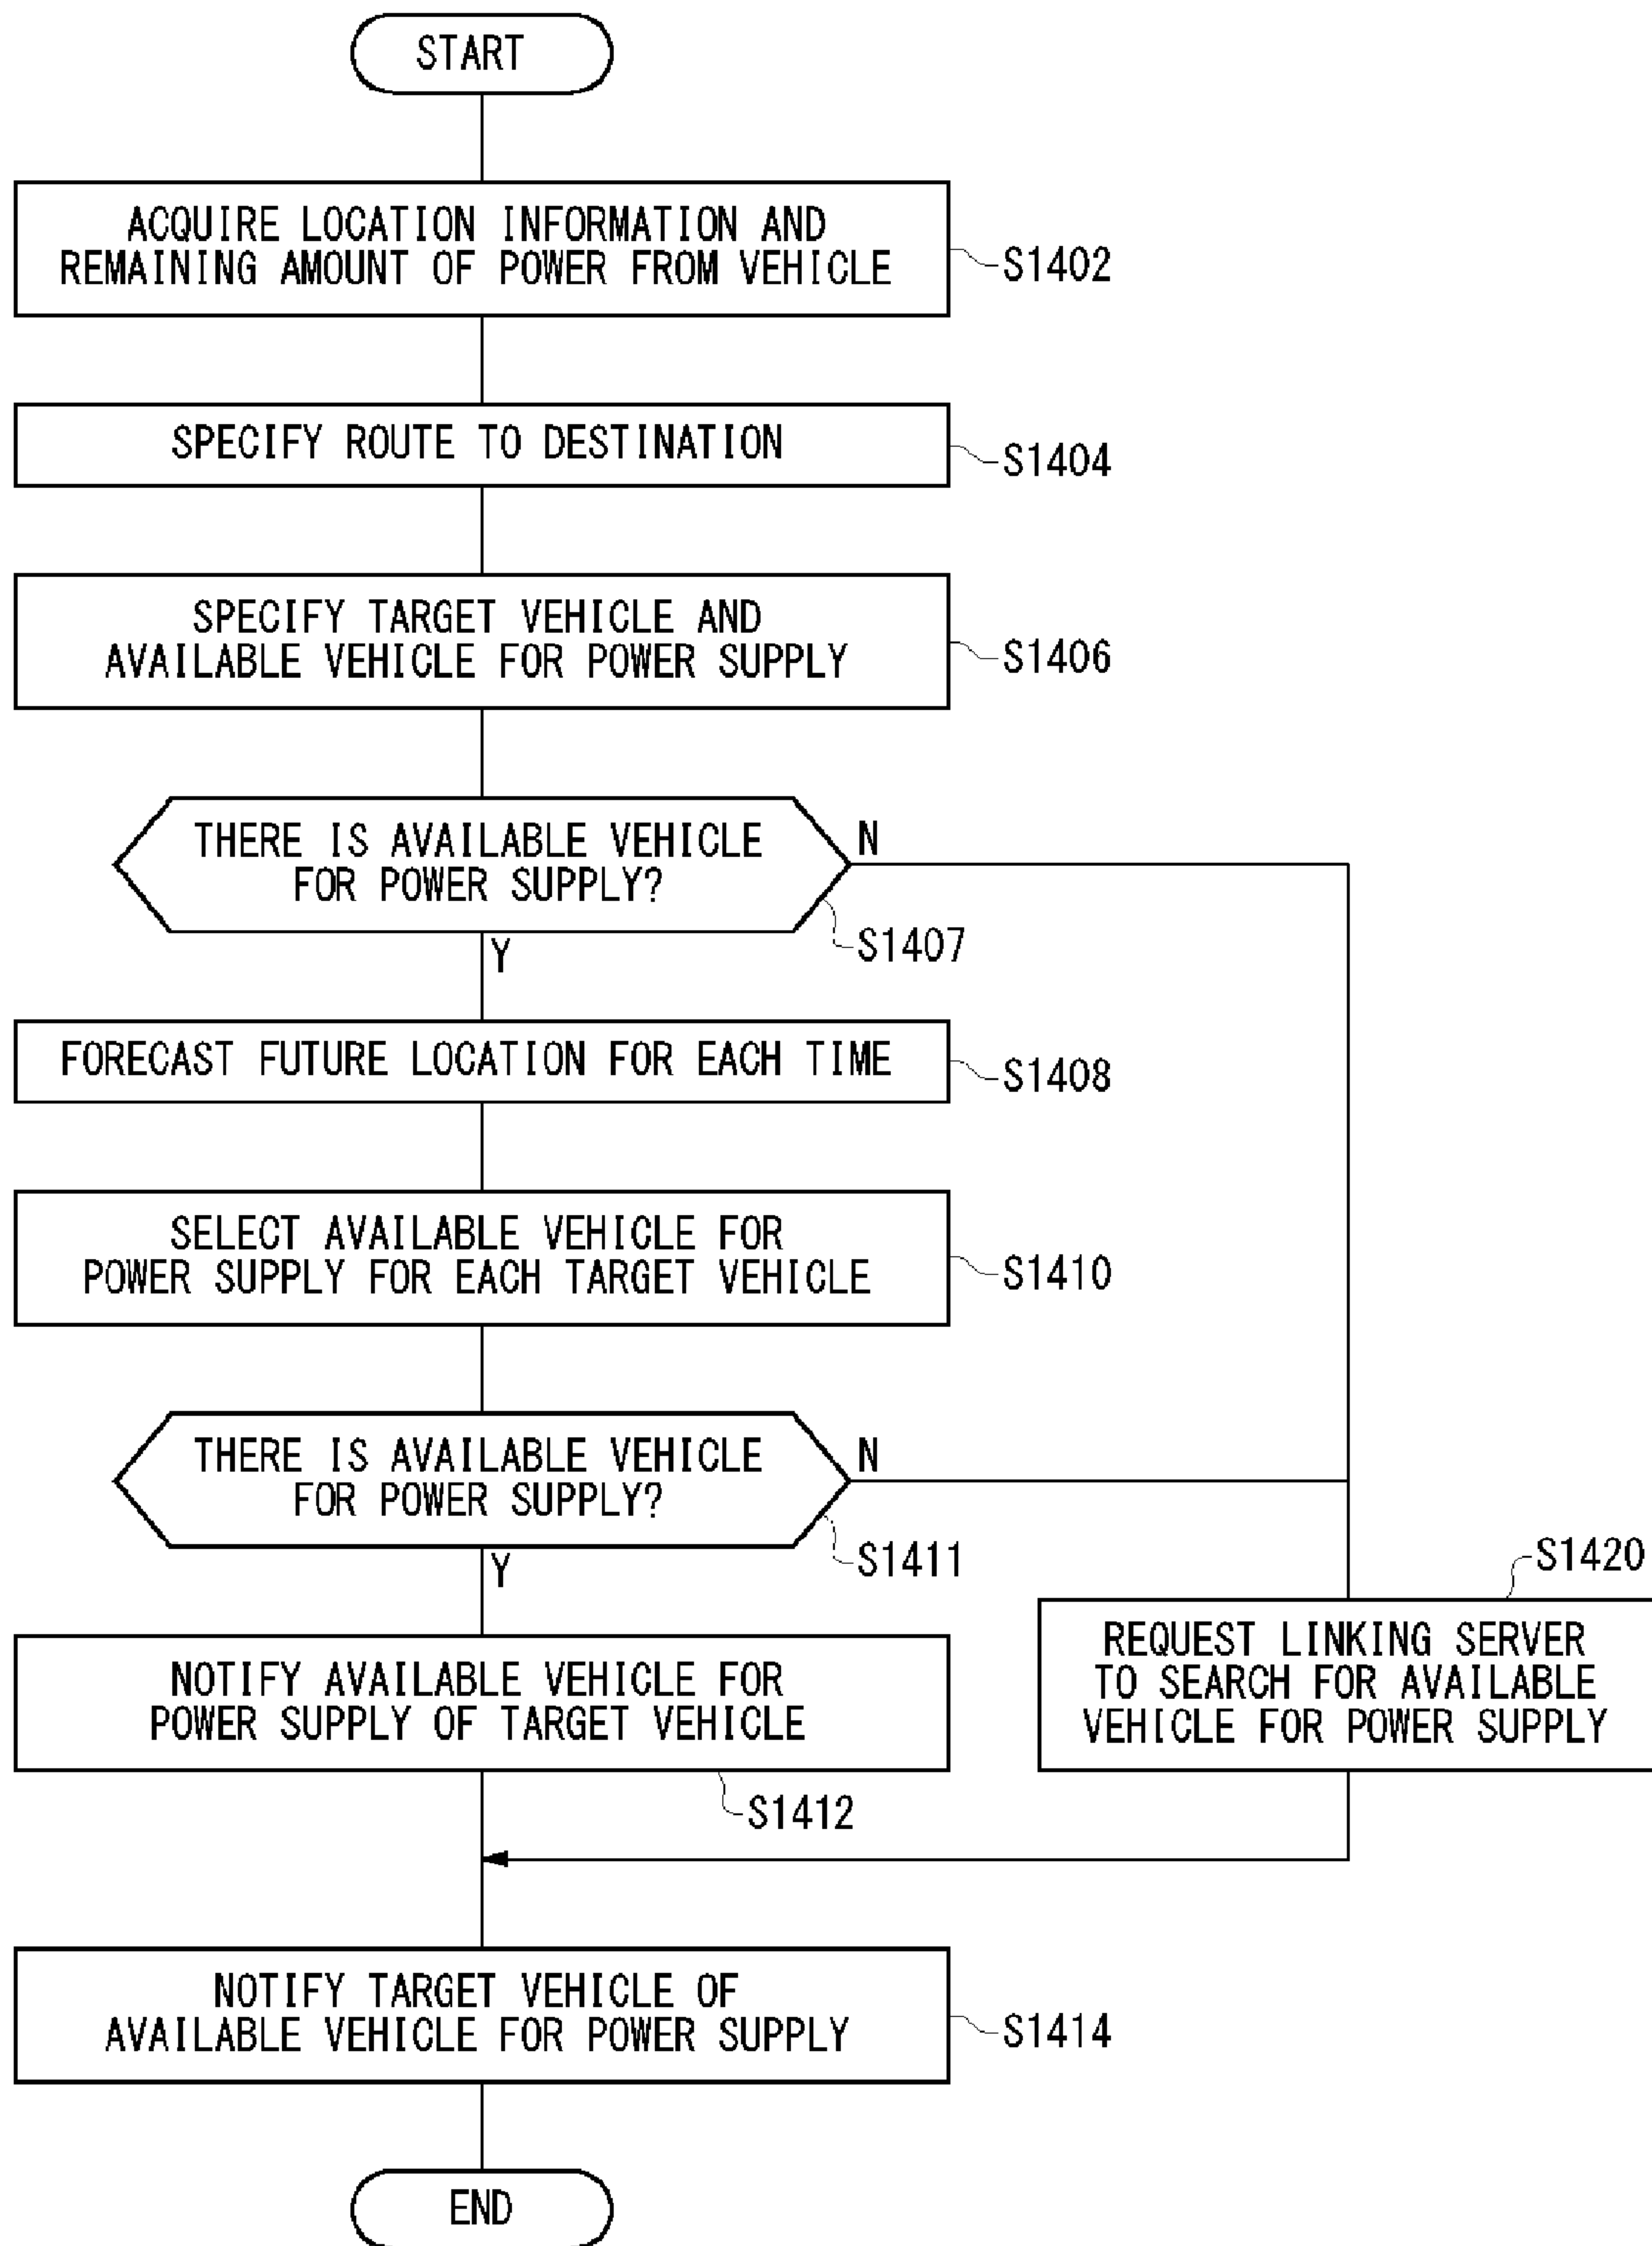 START
ACQUIRE LOCATION INFORMATION AND
REMAINING AMOUNT OF POWER FROM VEHICLE
S1402
SPECIFY ROUTE TO DESTINATION
S1404
SPECIFY TARGET VEHICLE AND
AVAILABLE VEHICLE FOR POWER SUPPLY
S1406
THERE IS AVAILABLE VEHICLE
FOR POWER SUPPLY?
N
S1407
Y
FORECAST FUTURE LOCATION FOR EACH TIME
S1408
SELECT AVAILABLE VEHICLE FOR
POWER SUPPLY FOR EACH TARGET VEHICLE
S1410
THERE IS AVAILABLE VEHICLE
FOR POWER SUPPLY?
N
S1411
Y
S1420
REQUEST LINKING SERVER
TO SEARCH FOR AVAILABLE
VEHICLE FOR POWER SUPPLY
NOTIFY AVAILABLE VEHICLE FOR
POWER SUPPLY OF TARGET VEHICLE
S1412
NOTIFY TARGET VEHICLE OF
AVAILABLE VEHICLE FOR POWER SUPPLY
S1414
END